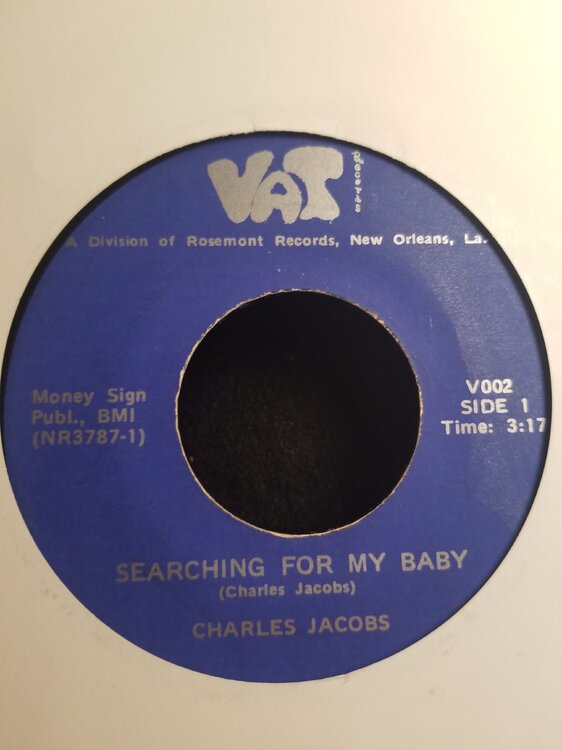 VAT Records
A Division of Rosemont Records, New Orleans, La.
Money Sign
Publ., BMI
(NR3787-1)
V002
SIDE 1
Time: 3:17
SEARCHING FOR MY BABY
(Charles Jacobs)
CHARLES JACOBS